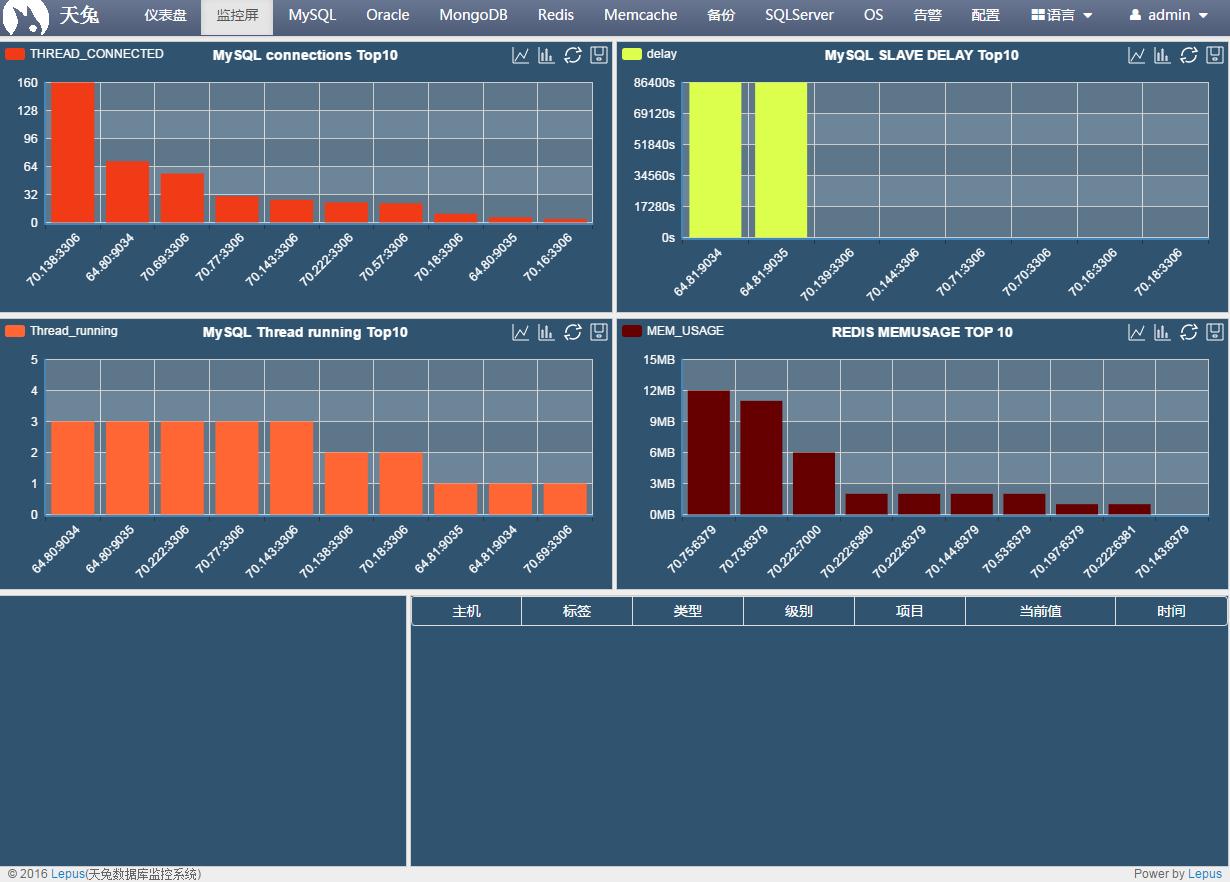 天兔 仪表盘 监控屏 MySQL Oracle MongoDB Redis Memcache 备份 SQLServer OS 告警 配置 语言 admin
THREAD_CONNECTED MySQL connections Top10
160
128
96
64
32
0
70.138:3306 64.80:9034 70.69:3306 70.77:3306 70.143:3306 70.222:3306 70.57:3306 70.18:3306 64.80:9035 70.16:3306
delay MySQL SLAVE DELAY Top10
86400s
69120s
51840s
34560s
17280s
0s
64.81:9034 64.81:9035 70.139:3306 70.144:3306 70.71:3306 70.70:3306 70.16:3306 70.18:3306
Thread_running MySQL Thread running Top10
5
4
3
2
1
0
64.80:9034 64.80:9035 70.222:3306 70.77:3306 70.143:3306 70.138:3306 70.18:3306 64.81:9035 64.81:9034 70.69:3306
MEM_USAGE REDIS MEMUSAGE TOP 10
15MB
12MB
9MB
6MB
3MB
0MB
70.75:6379 70.73:6379 70.222:7000 70.222:6380 70.222:6379 70.144:6379 70.53:6379 70.197:6379 70.222:6381 70.143:6379
主机 标签 类型 级别 项目 当前值 时间
© 2016 Lepus(天兔数据库监控系统) Power by Lepus